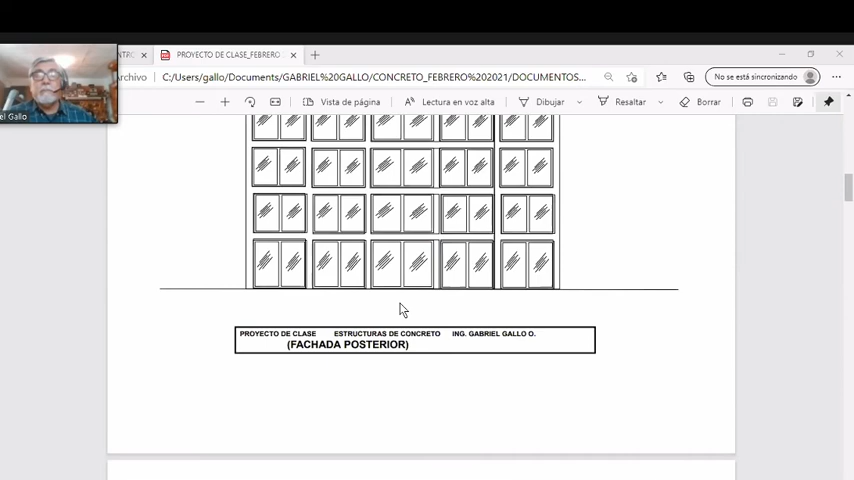 PROYECTO DE CLASE_FEBRERO
Archivo
C:/Users/gallo/Documents/GABRIEL%20GALLO/CONCRETO_FEBRERO%202021/DOCUMENTOS...
No se está sincronizando
Vista de página
Lectura en voz alta
Dibujar
Resaltar
Borrar
el Gallo
PROYECTO DE CLASE ESTRUCTURAS DE CONCRETO ING. GABRIEL GALLO O.
(FACHADA POSTERIOR)